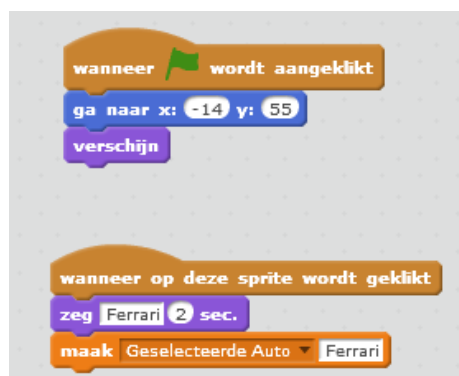 wanneer wordt aangeklikt
ga naar x: -14 y: 55
verschijn
wanneer op deze sprite wordt geklikt
zeg Ferrari 2 sec.
maak Geselecteerde Auto Ferrari